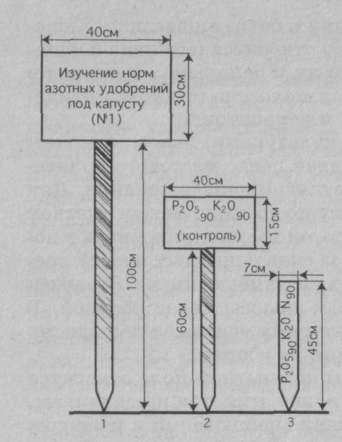 40см
Изучение норм
азотных удобрений
под капусту
(№1)
30см
100см
40см
P₂O₅ 90 K₂O 90
(контроль)
15см
60см
7см
P₂O₅ 90 K₂O N 90
45см
1 2 3